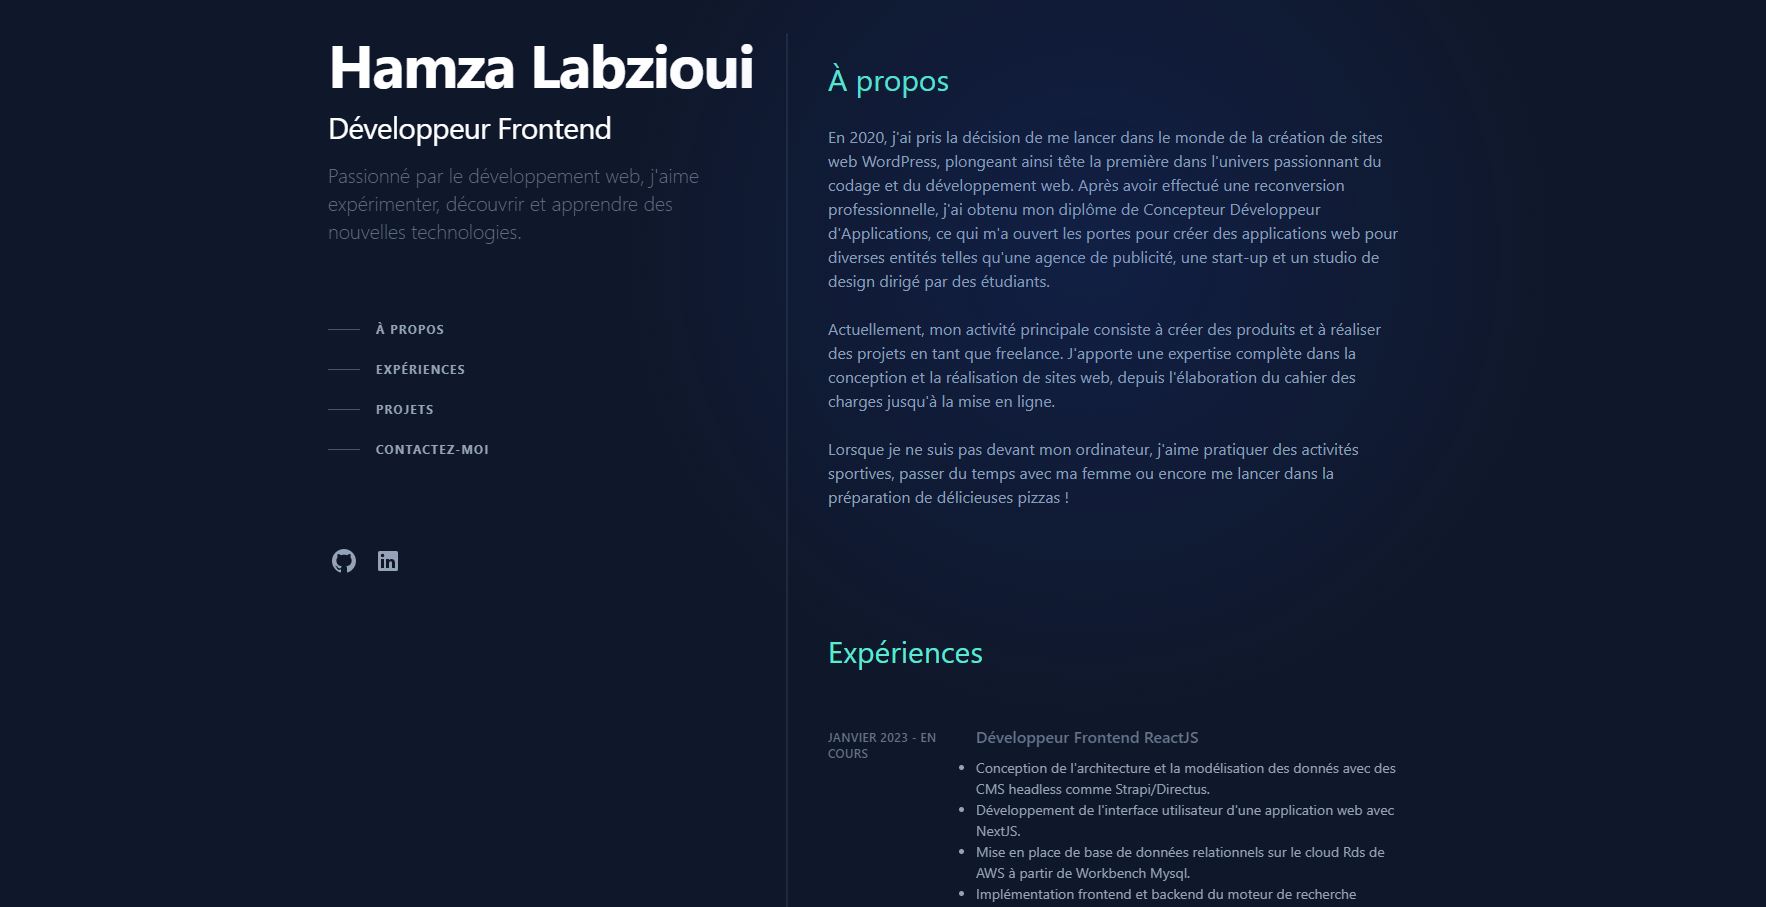 Hamza Labzioui
Développeur Frontend
Passionné par le développement web, j'aime
expérimenter, découvrir et apprendre des
nouvelles technologies.
À PROPOS
EXPÉRIENCES
PROJETS
CONTACTEZ-MOI
À propos
En 2020, j'ai pris la décision de me lancer dans le monde de la création de sites
web WordPress, plongeant ainsi tête la première dans l'univers passionnant du
codage et du développement web. Après avoir effectué une reconversion
professionnelle, j'ai obtenu mon diplôme de Concepteur Développeur
d'Applications, ce qui m'a ouvert les portes pour créer des applications web pour
diverses entités telles qu'une agence de publicité, une start-up et un studio de
design dirigé par des étudiants.
Actuellement, mon activité principale consiste à créer des produits et à réaliser
des projets en tant que freelance. J'apporte une expertise complète dans la
conception et la réalisation de sites web, depuis l'élaboration du cahier des
charges jusqu'à la mise en ligne.
Lorsque je ne suis pas devant mon ordinateur, j'aime pratiquer des activités
sportives, passer du temps avec ma femme ou encore me lancer dans la
préparation de délicieuses pizzas !
Expériences
JANVIER 2023 - EN
COURS
Développeur Frontend ReactJS
• Conception de l'architecture et la modélisation des donnés avec des
CMS headless comme Strapi/Directus.
• Développement de l'interface utilisateur d'une application web avec
NextJS.
• Mise en place de base de données relationnels sur le cloud Rds de
AWS à partir de Workbench Mysql.
• Implémentation frontend et backend du moteur de recherche